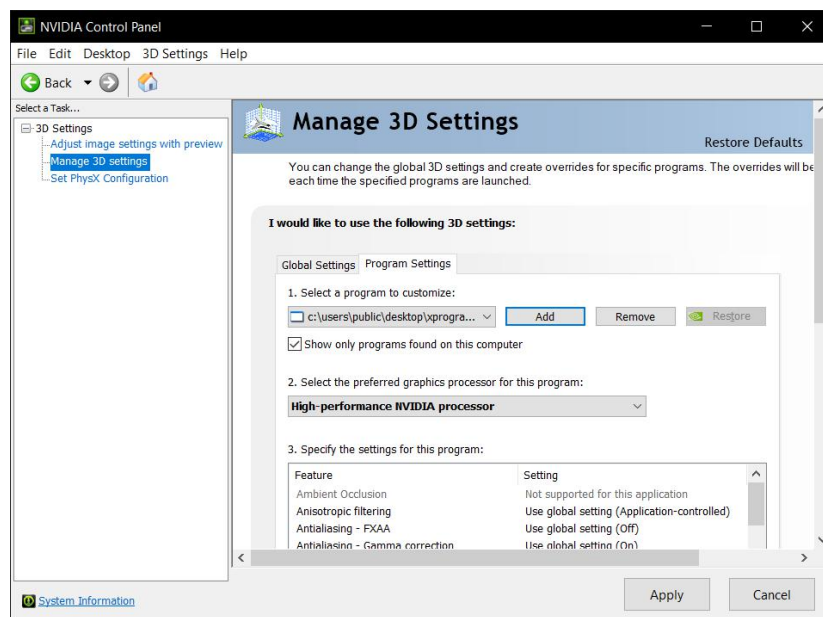 NVIDIA Control Panel
File Edit Desktop 3D Settings Help
Back
Select a Task...
3D Settings
Adjust image settings with preview
Manage 3D settings
Set PhysX Configuration
Manage 3D Settings
Restore Defaults
You can change the global 3D settings and create overrides for specific programs. The overrides will be
each time the specified programs are launched.
I would like to use the following 3D settings:
Global Settings Program Settings
1. Select a program to customize:
c:\users\public\desktop\xprogra...
Add Remove Restore
Show only programs found on this computer
2. Select the preferred graphics processor for this program:
High-performance NVIDIA processor
3. Specify the settings for this program:
Feature Setting
Ambient Occlusion Not supported for this application
Anisotropic filtering Use global setting (Application-controlled)
Antialiasing - FXAA Use global setting (Off)
Antialiasing - Gamma correction Use global setting (On)
System Information
Apply Cancel